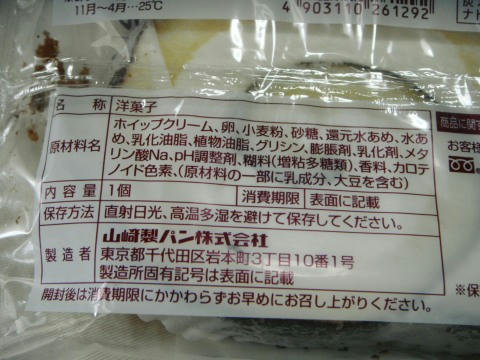 11月～4月…25℃
4903110261292
名 称 洋菓子
原材料名 ホイップクリーム、卵、小麦粉、砂糖、還元水あめ、水あ
め、乳化油脂、植物油脂、グリシン、膨脹剤、乳化剤、メタ
リン酸Na、pH調整剤、糊料(増粘多糖類)、香料、カロテ
ノイド色素、(原材料の一部に乳成分、大豆を含む)
内 容 量 1個 消費期限 表面に記載
保存方法 直射日光、高温多湿を避けて保存してください。
製 造 者 山崎製パン株式会社
東京都千代田区岩本町3丁目10番1号
製造所固有記号は表面に記載
開封後は消費期限にかかわらずお早めにお召し上がりください。
商品に関す
お客様
※保